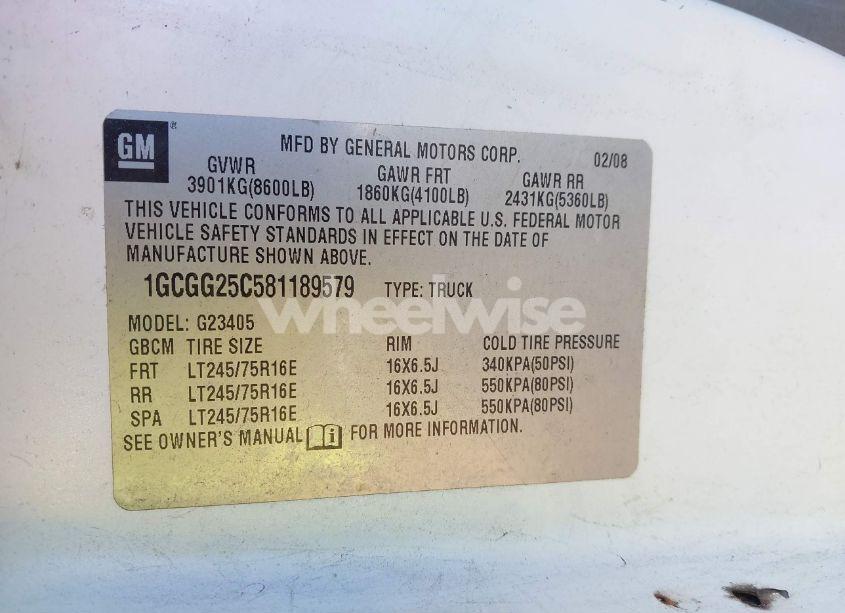 GM ®
MFD BY GENERAL MOTORS CORP. 02/08
GVWR GAWR FRT GAWR RR
3901KG(8600LB) 1860KG(4100LB) 2431KG(5360LB)
THIS VEHICLE CONFORMS TO ALL APPLICABLE U.S. FEDERAL MOTOR
VEHICLE SAFETY STANDARDS IN EFFECT ON THE DATE OF
MANUFACTURE SHOWN ABOVE.
1GCGG25C581189579 TYPE: TRUCK
wheelwise
MODEL: G23405
GBCM TIRE SIZE RIM COLD TIRE PRESSURE
FRT LT245/75R16E 16X6.5J 340KPA(50PSI)
RR LT245/75R16E 16X6.5J 550KPA(80PSI)
SPA LT245/75R16E 16X6.5J 550KPA(80PSI)
SEE OWNER'S MANUAL i FOR MORE INFORMATION.